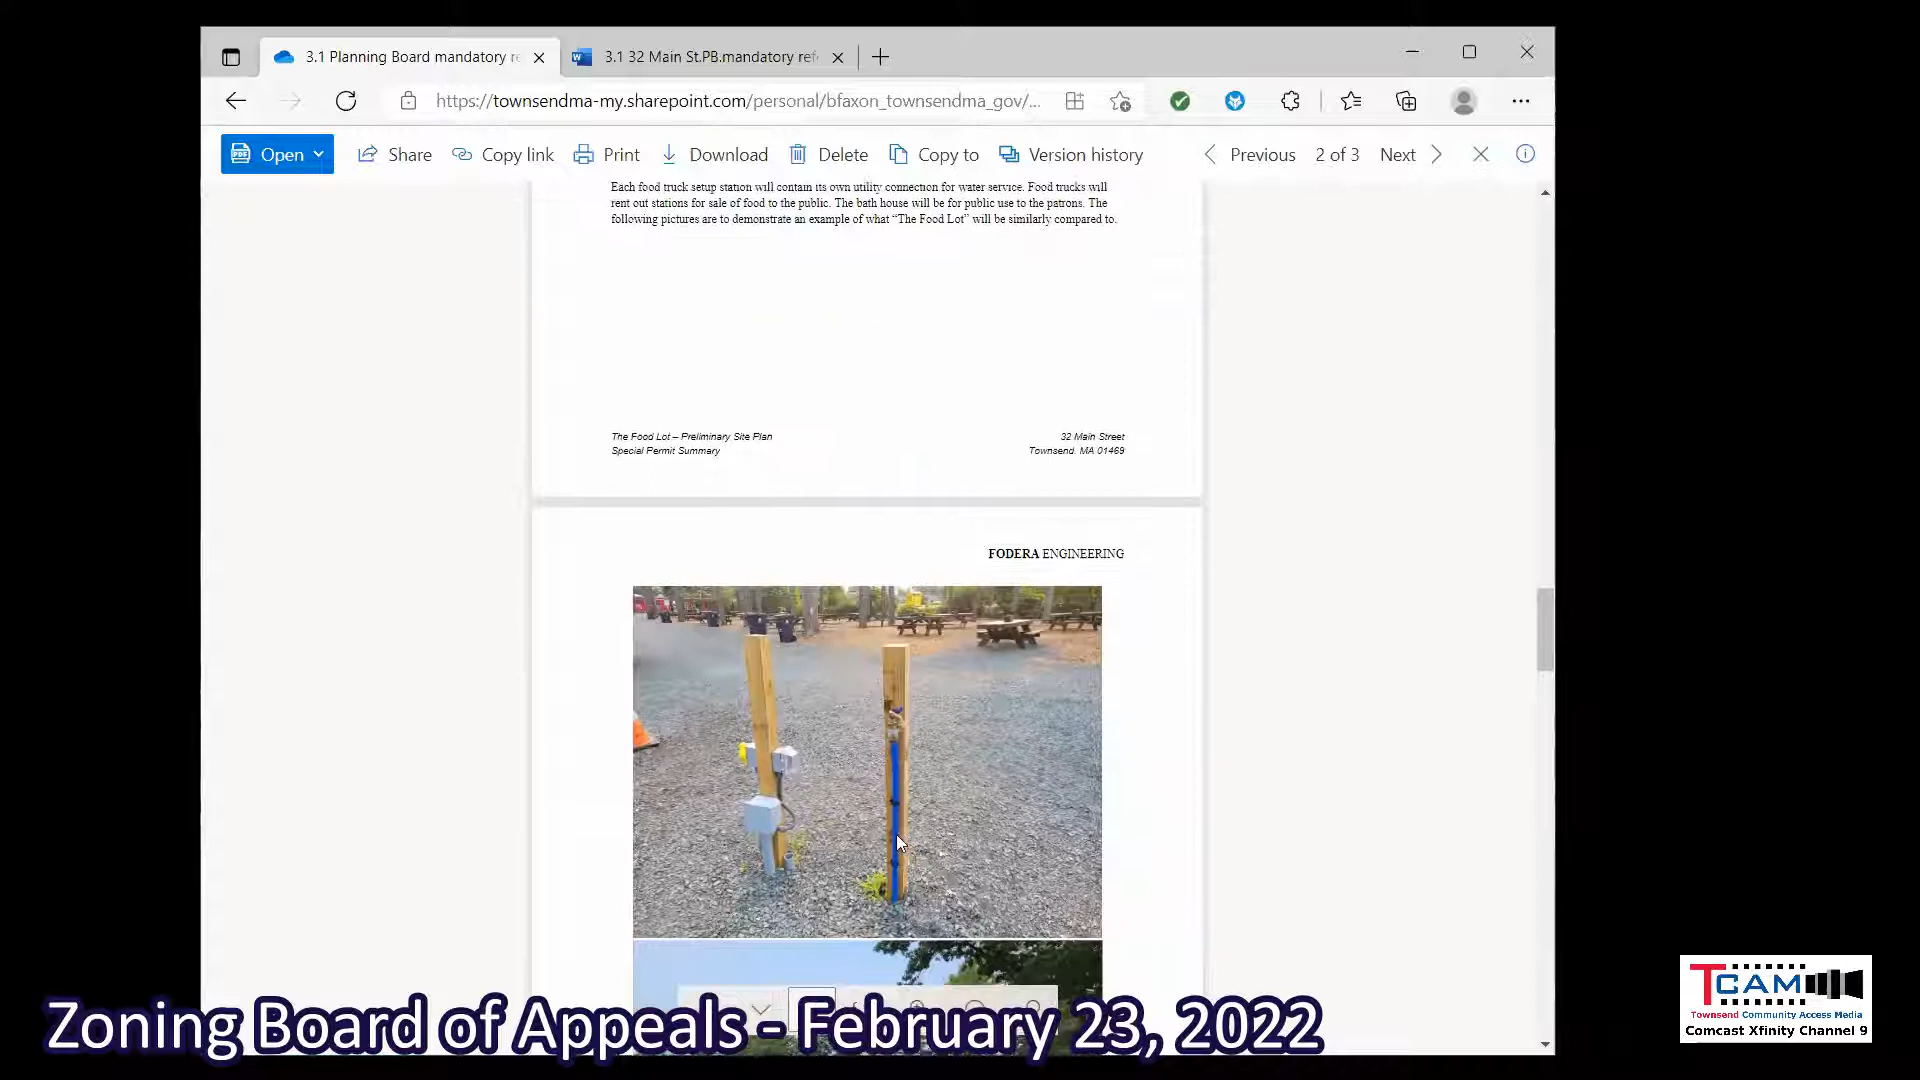 3.1 Planning Board mandatory re
3.1 32 Main St.PB.mandatory ref
https://townsendma-my.sharepoint.com/personal/bfaxon_townsendma_gov/...
Open
Share
Copy link
Print
Download
Delete
Copy to
Version history
Previous
2 of 3
Next
Each food truck setup station will contain its own utility connection for water service. Food trucks will
rent out stations for sale of food to the public. The bath house will be for public use to the patrons. The
following pictures are to demonstrate an example of what “The Food Lot” will be similarly compared to.
The Food Lot – Preliminary Site Plan
Special Permit Summary
32 Main Street
Townsend, MA 01469
FODERA ENGINEERING
Zoning Board of Appeals - February 23, 2022
TCAM
Townsend Community Access Media
Comcast Xfinity Channel 9